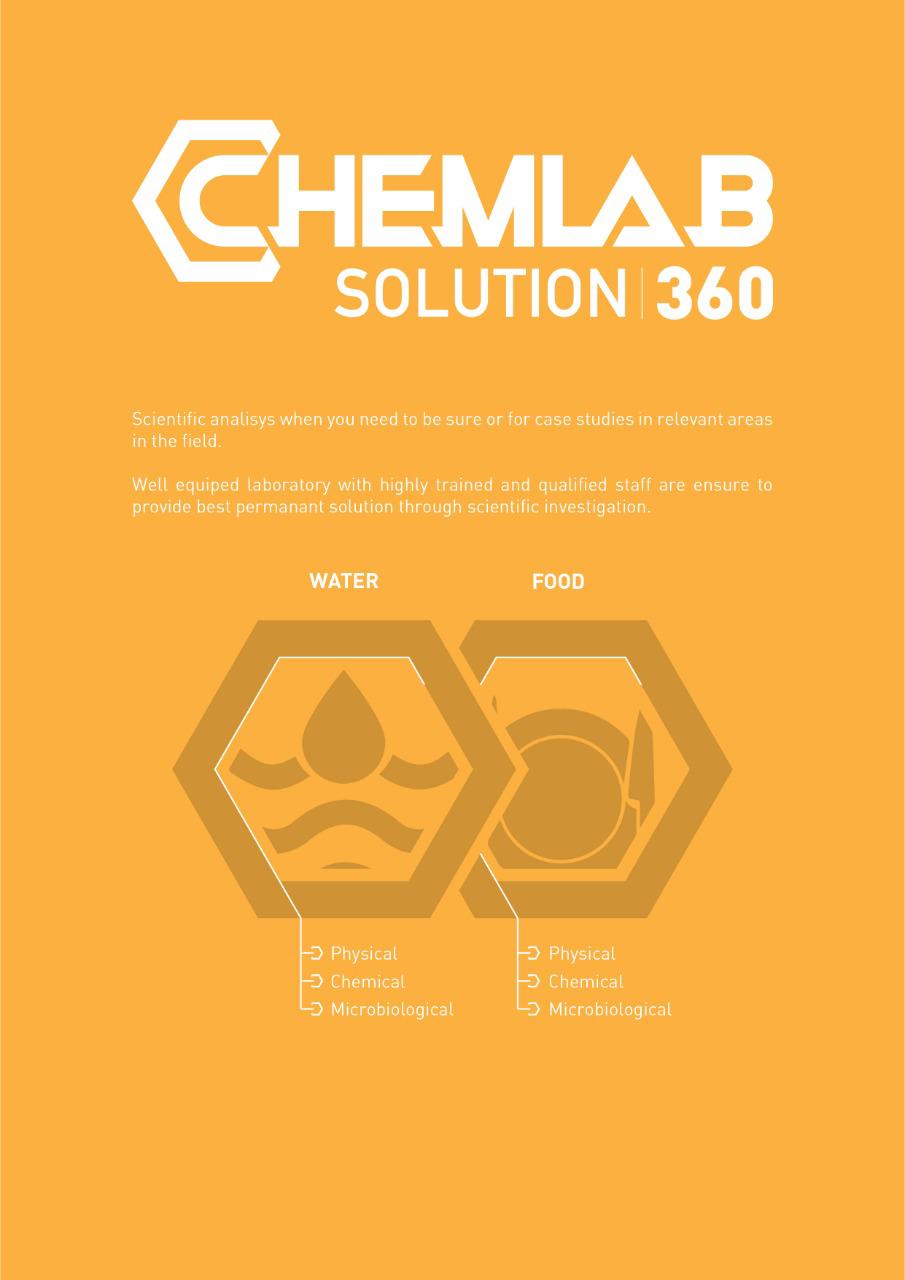 CHEMLAB
SOLUTION | 360
Scientific analisys when you need to be sure or for case studies in relevant areas
in the field.
Well equiped laboratory with highly trained and qualified staff are ensure to
provide best permanant solution through scientific investigation.
WATER FOOD
Physical Physical
Chemical Chemical
Microbiological Microbiological